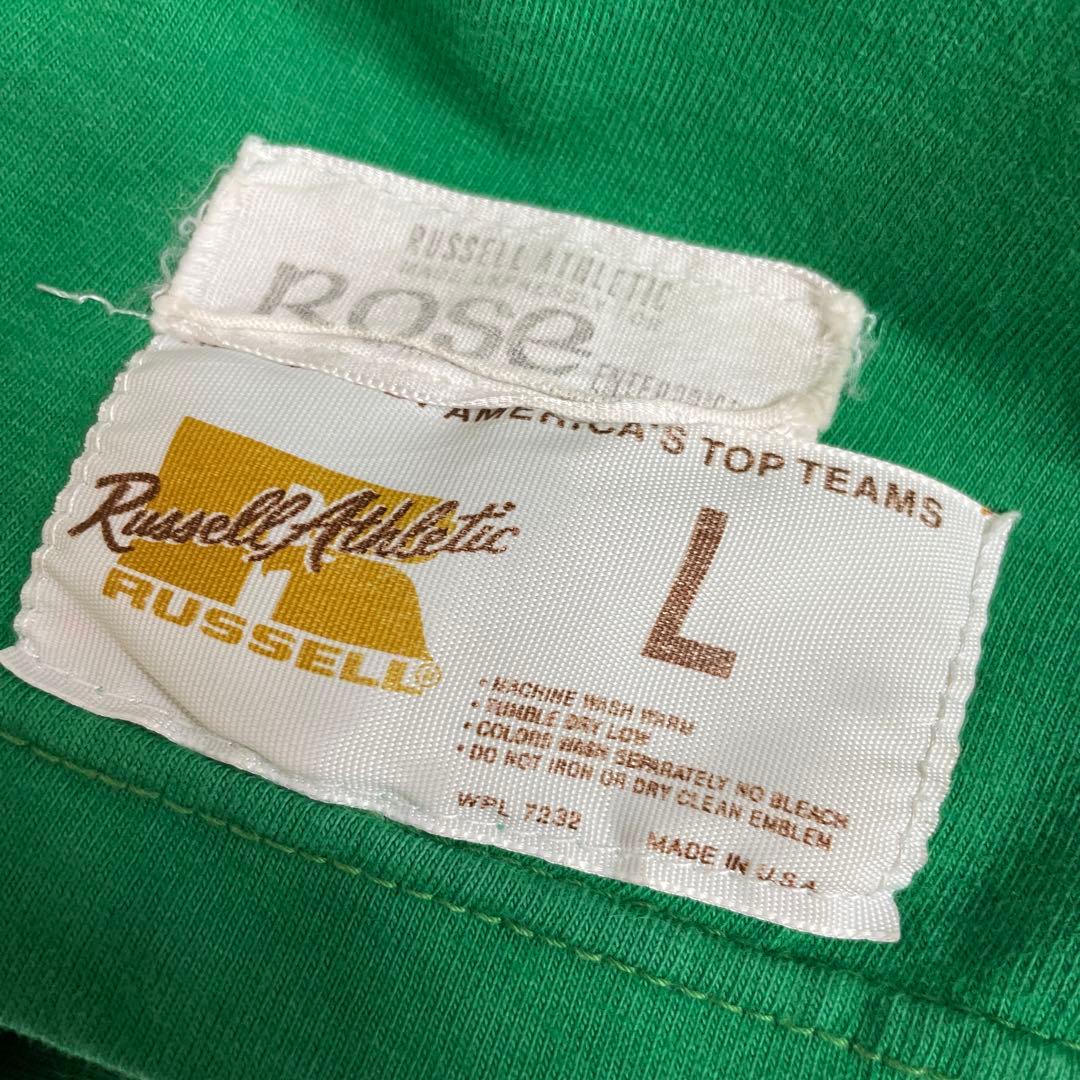 RUSSELL ATHLETIC
Rose
AMERICA'S TOP TEAMS
Russell Athletic
RUSSELL®
L
• MACHINE WASH WARM
• TUMBLE DRY LOW
• COLORS WASH SEPARATELY NO BLEACH
• DO NOT IRON OR DRY CLEAN EMBLEM
WPL 7232
MADE IN U.S.A.